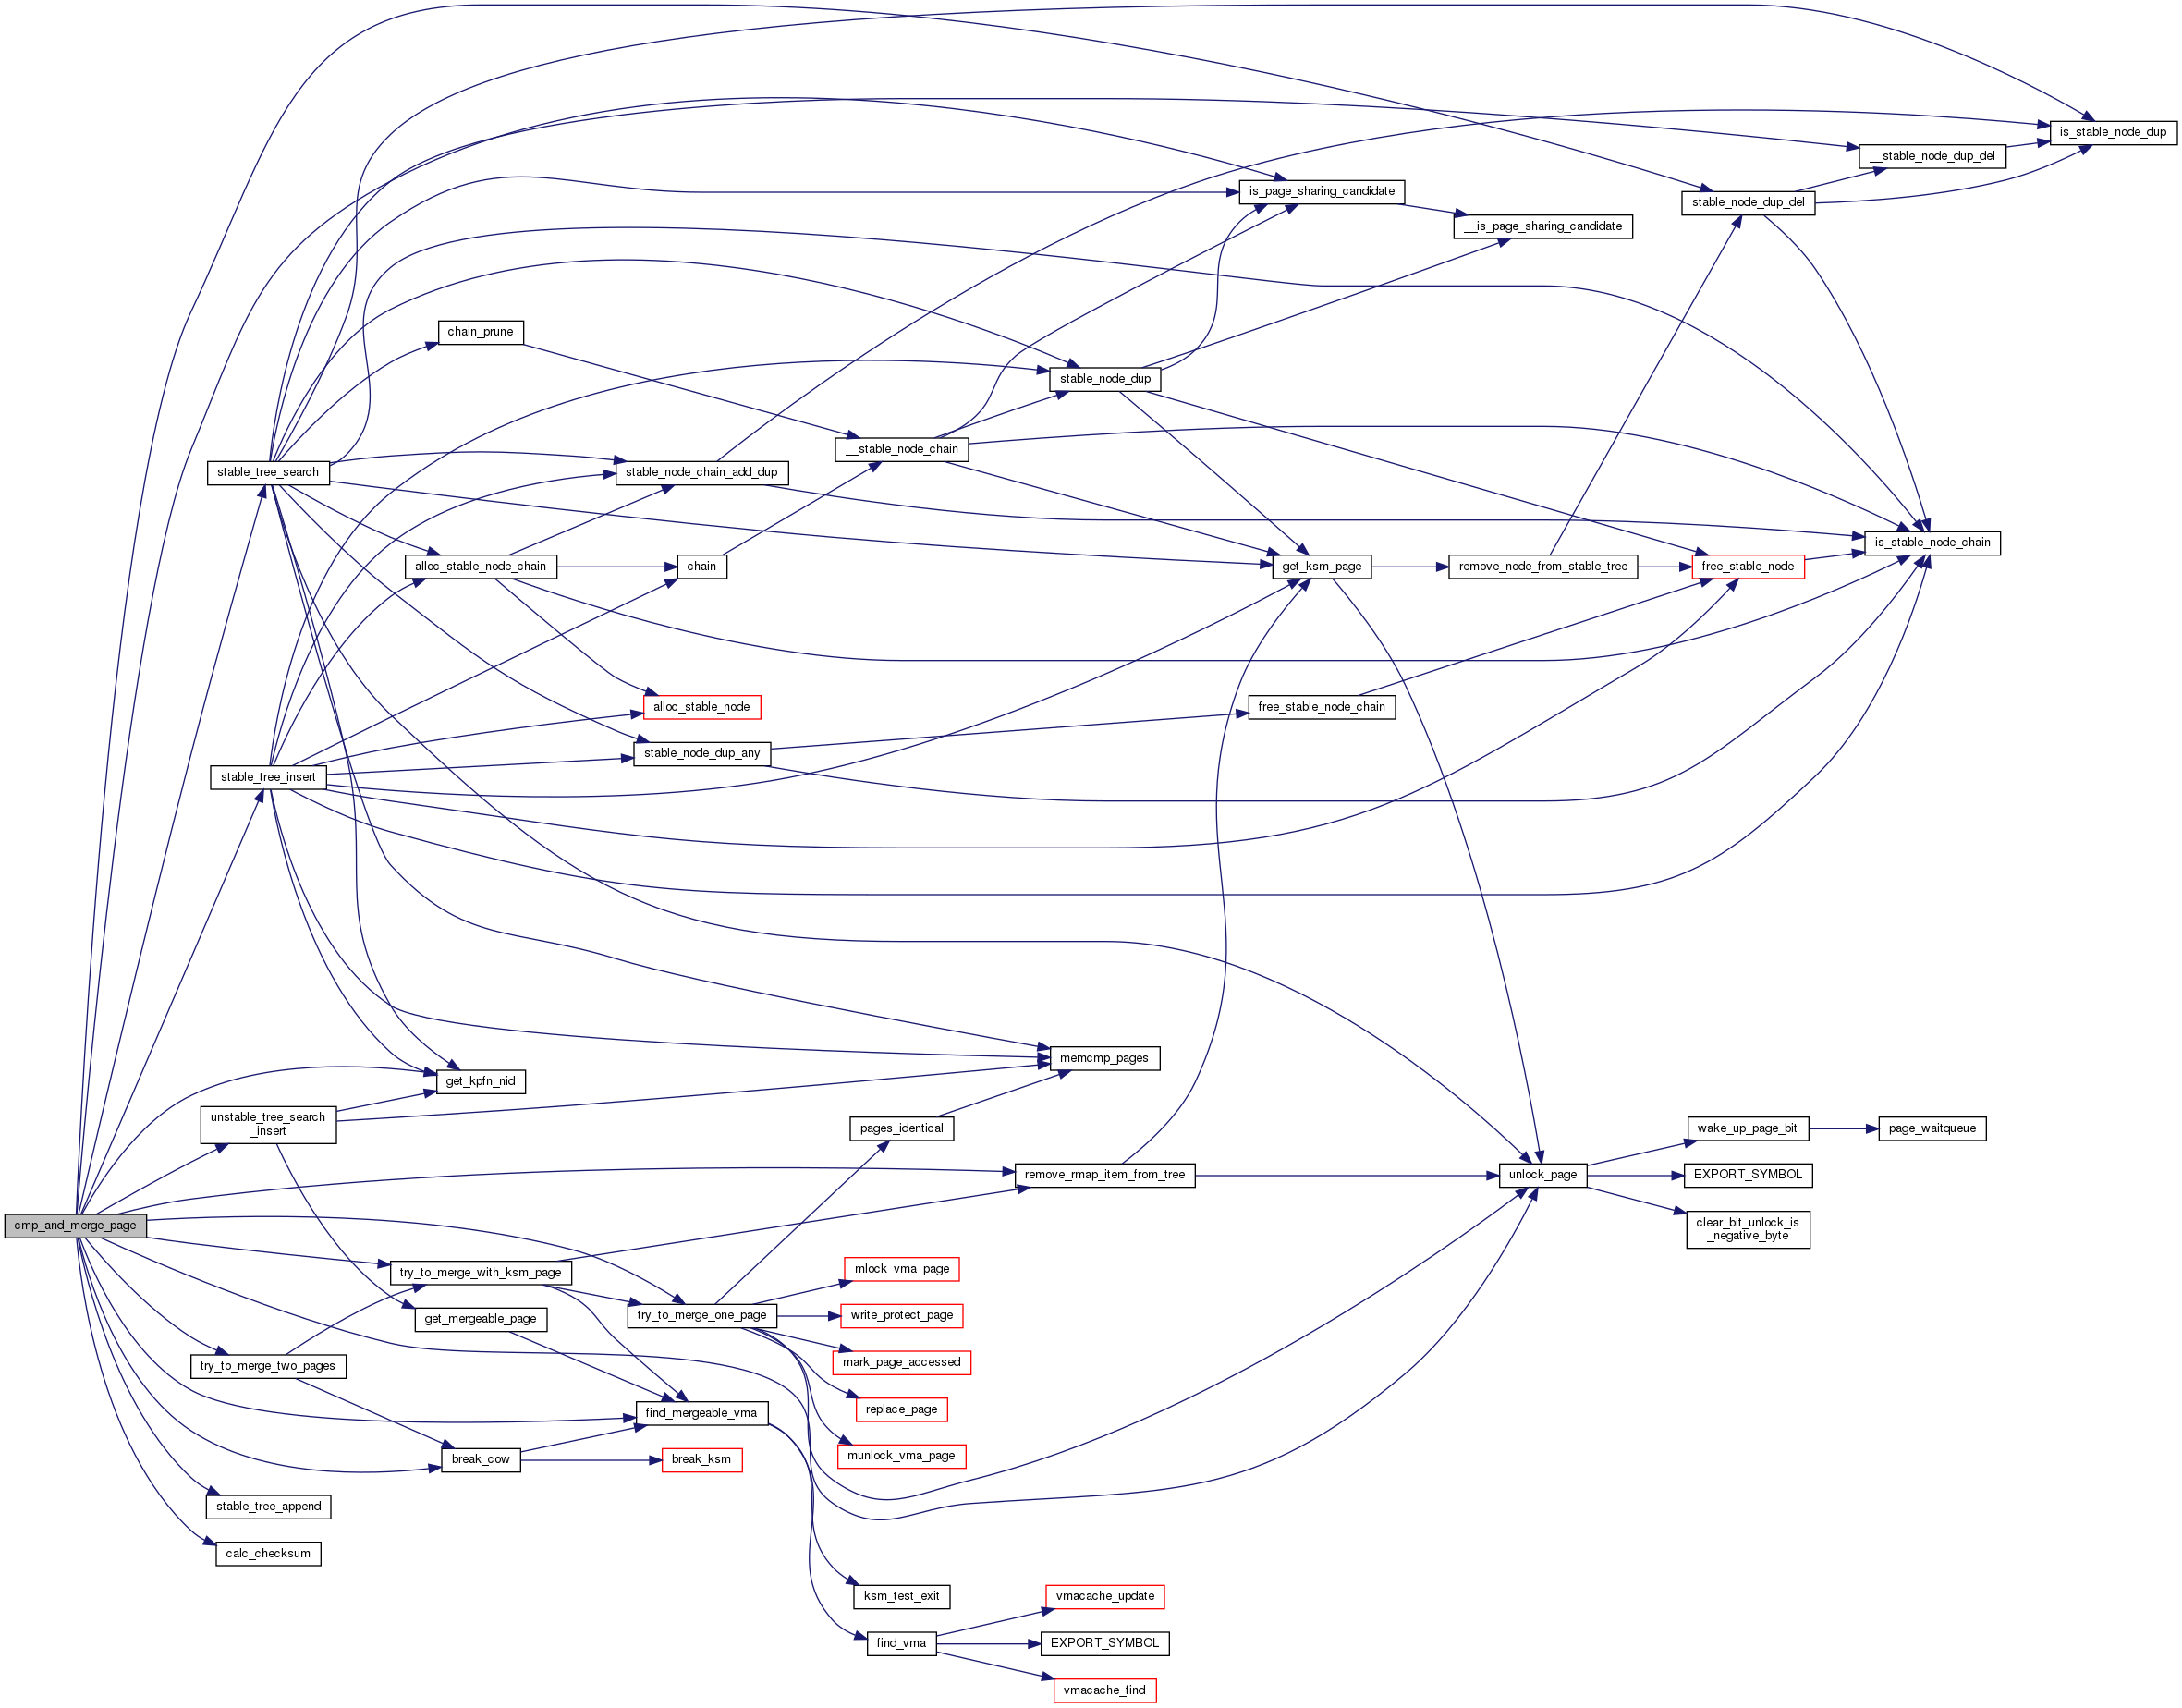 is_stable_node_dup
__stable_node_dup_del
is_page_sharing_candidate
stable_node_dup_del
__is_page_sharing_candidate
chain_prune
stable_node_dup
__stable_node_chain
stable_tree_search
stable_node_chain_add_dup
is_stable_node_chain
alloc_stable_node_chain
chain
get_ksm_page
remove_node_from_stable_tree
free_stable_node
alloc_stable_node
free_stable_node_chain
stable_node_dup_any
stable_tree_insert
memcmp_pages
get_kpfn_nid
unstable_tree_search
_insert
pages_identical
wake_up_page_bit
page_waitqueue
remove_rmap_item_from_tree
unlock_page
EXPORT_SYMBOL
cmp_and_merge_page
clear_bit_unlock_is
_negative_byte
try_to_merge_with_ksm_page
mlock_vma_page
get_mergeable_page
try_to_merge_one_page
write_protect_page
try_to_merge_two_pages
mark_page_accessed
find_mergeable_vma
replace_page
break_cow
break_ksm
munlock_vma_page
stable_tree_append
calc_checksum
ksm_test_exit
vmacache_update
find_vma
EXPORT_SYMBOL
vmacache_find